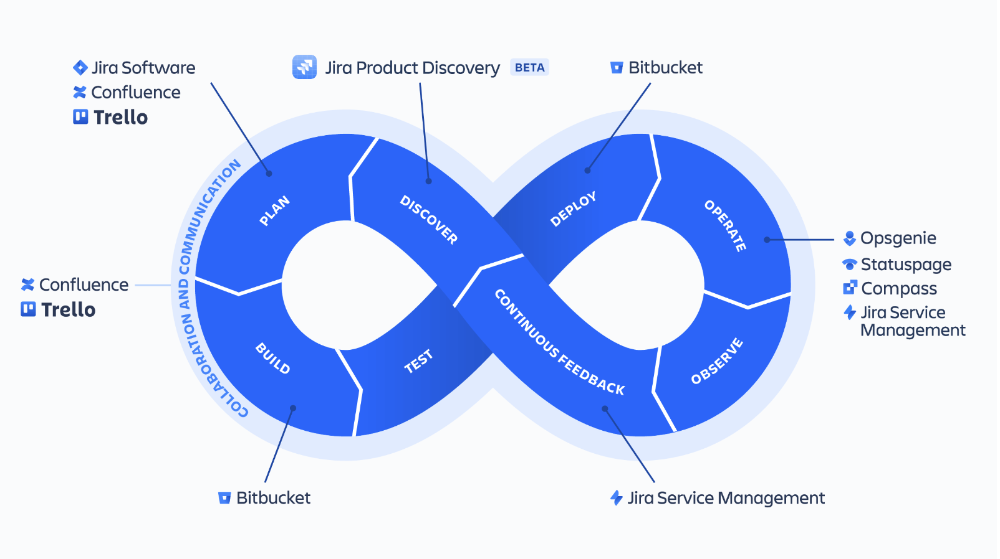 Jira Software
Confluence
Trello
Jira Product Discovery BETA
Bitbucket
PLAN
DISCOVER
DEPLOY
OPERATE
COLLABORATION AND COMMUNICATION
Confluence
Trello
Opsgenie
Statuspage
Compass
Jira Service
Management
BUILD
TEST
CONTINUOUS FEEDBACK
OBSERVE
Bitbucket
Jira Service Management